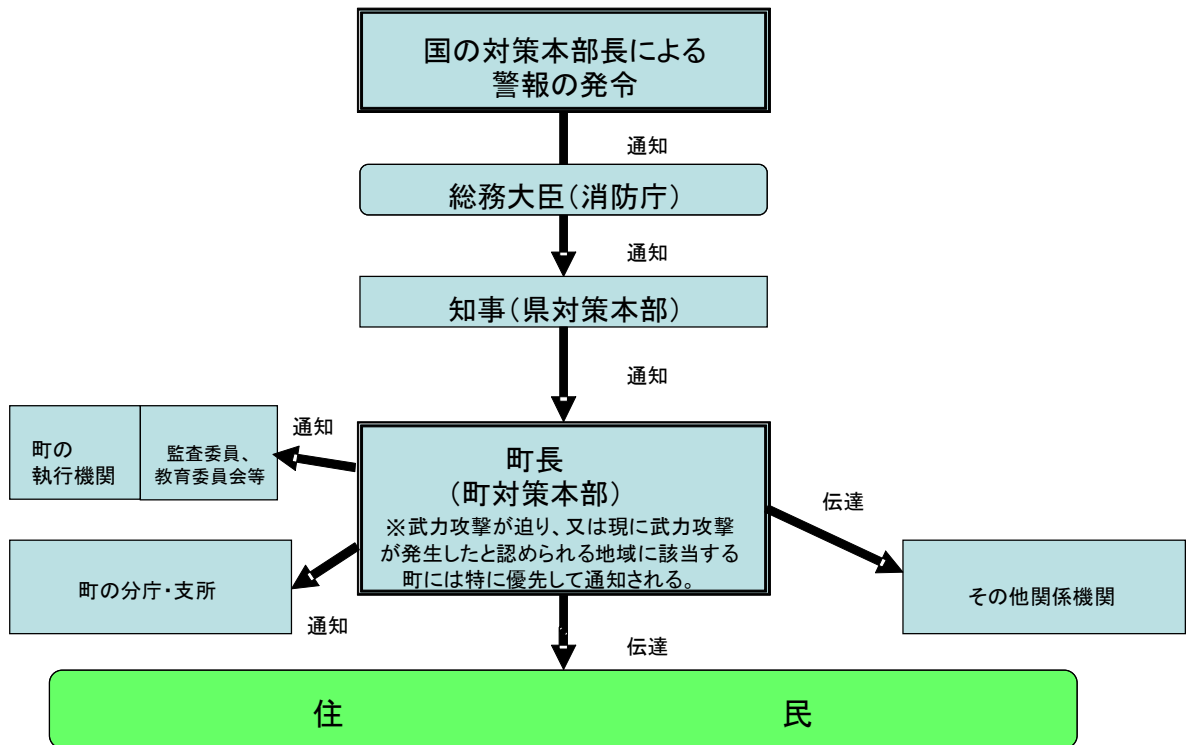 国の対策本部長による
警報の発令
通知
総務大臣(消防庁)
通知
知事(県対策本部)
通知
町の
執行機関
監査委員、
教育委員会等
通知
町長
(町対策本部)
※武力攻撃が迫り、又は現に武力攻撃
が発生したと認められる地域に該当する
町には特に優先して通知される。
伝達
町の分庁・支所
通知
その他関係機関
伝達
住 民